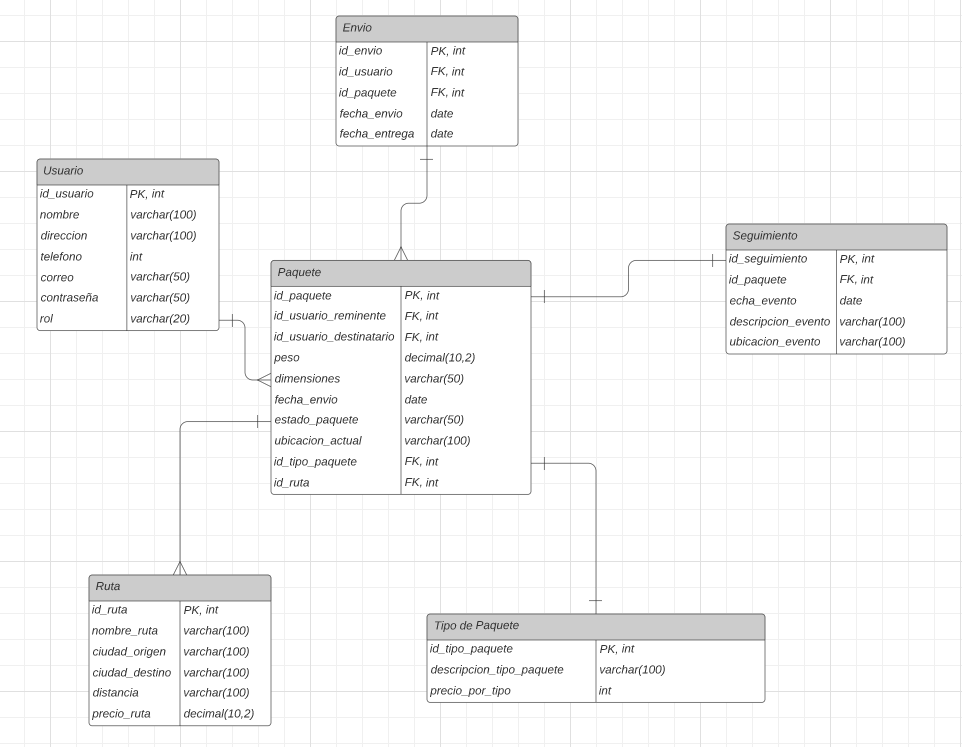 Envio
id_envio PK, int
id_usuario FK, int
id_paquete FK, int
fecha_envio date
fecha_entrega date
Usuario
id_usuario PK, int
nombre varchar(100)
direccion varchar(100)
telefono int
correo varchar(50)
contraseña varchar(50)
rol varchar(20)
Paquete
id_paquete PK, int
id_usuario_reminente FK, int
id_usuario_destinatario FK, int
peso decimal(10,2)
dimensiones varchar(50)
fecha_envio date
estado_paquete varchar(50)
ubicacion_actual varchar(100)
id_tipo_paquete FK, int
id_ruta FK, int
Seguimiento
id_seguimiento PK, int
id_paquete FK, int
echa_evento date
descripcion_evento varchar(100)
ubicacion_evento varchar(100)
Ruta
id_ruta PK, int
nombre_ruta varchar(100)
ciudad_origen varchar(100)
ciudad_destino varchar(100)
distancia varchar(100)
precio_ruta decimal(10,2)
Tipo de Paquete
id_tipo_paquete PK, int
descripcion_tipo_paquete varchar(100)
precio_por_tipo int